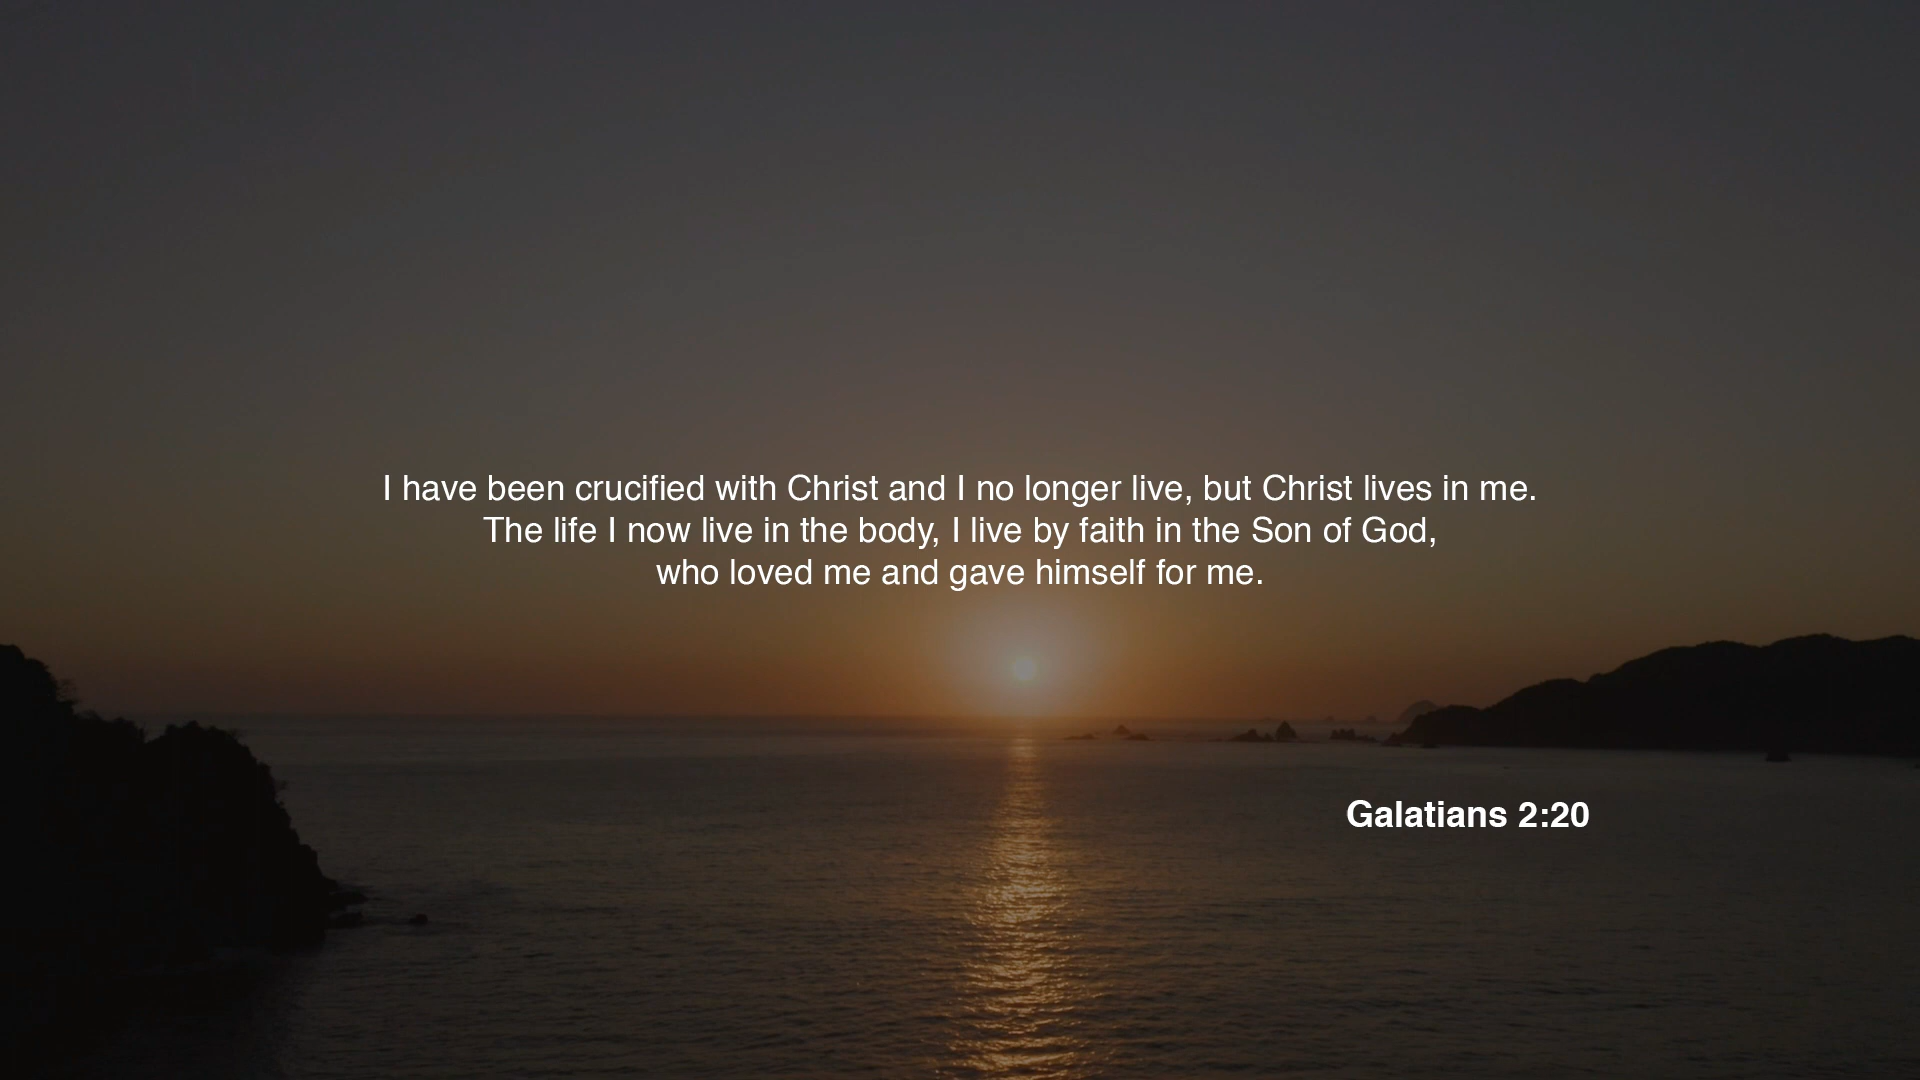 I have been crucified with Christ and I no longer live, but Christ lives in me.
The life I now live in the body, I live by faith in the Son of God,
who loved me and gave himself for me.
Galatians 2:20